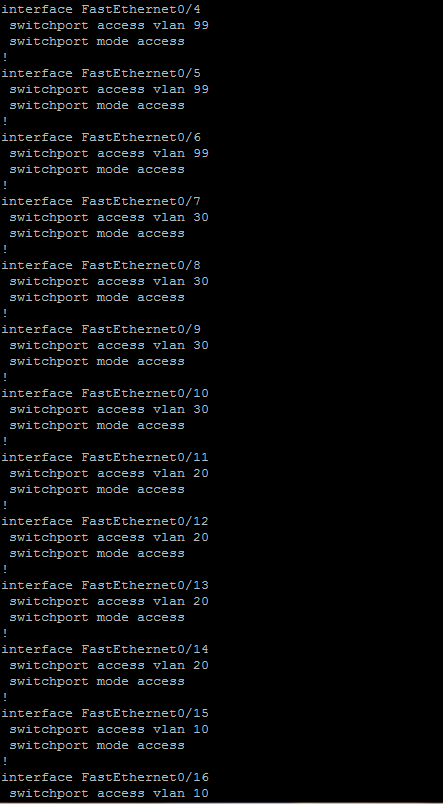 interface FastEthernet0/4
 switchport access vlan 99
 switchport mode access
!
interface FastEthernet0/5
 switchport access vlan 99
 switchport mode access
!
interface FastEthernet0/6
 switchport access vlan 99
 switchport mode access
!
interface FastEthernet0/7
 switchport access vlan 30
 switchport mode access
!
interface FastEthernet0/8
 switchport access vlan 30
 switchport mode access
!
interface FastEthernet0/9
 switchport access vlan 30
 switchport mode access
!
interface FastEthernet0/10
 switchport access vlan 30
 switchport mode access
!
interface FastEthernet0/11
 switchport access vlan 20
 switchport mode access
!
interface FastEthernet0/12
 switchport access vlan 20
 switchport mode access
!
interface FastEthernet0/13
 switchport access vlan 20
 switchport mode access
!
interface FastEthernet0/14
 switchport access vlan 20
 switchport mode access
!
interface FastEthernet0/15
 switchport access vlan 10
 switchport mode access
!
interface FastEthernet0/16
 switchport access vlan 10